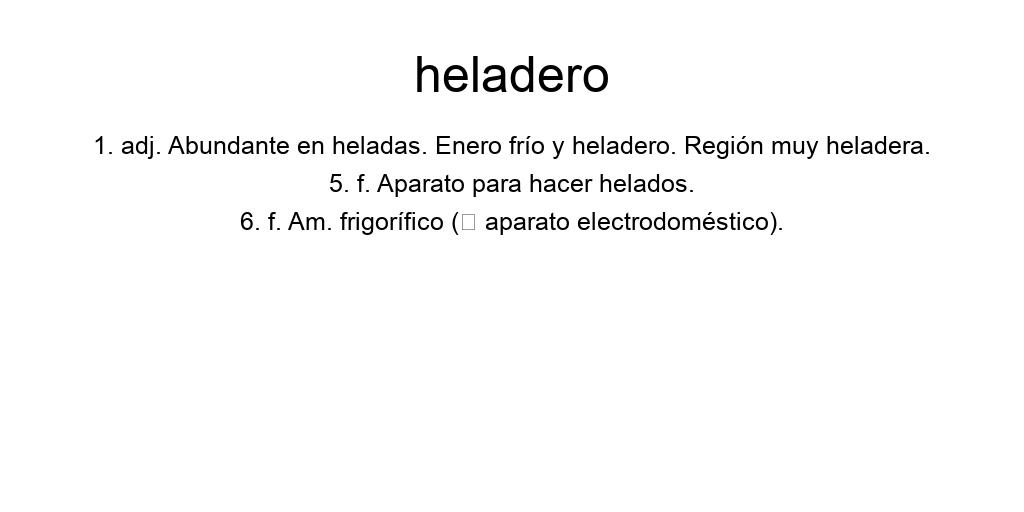 heladero
1. adj. Abundante en heladas. Enero frío y heladero. Región muy heladera.
5. f. Aparato para hacer helados.
6. f. Am. frigorífico (□ aparato electrodoméstico).